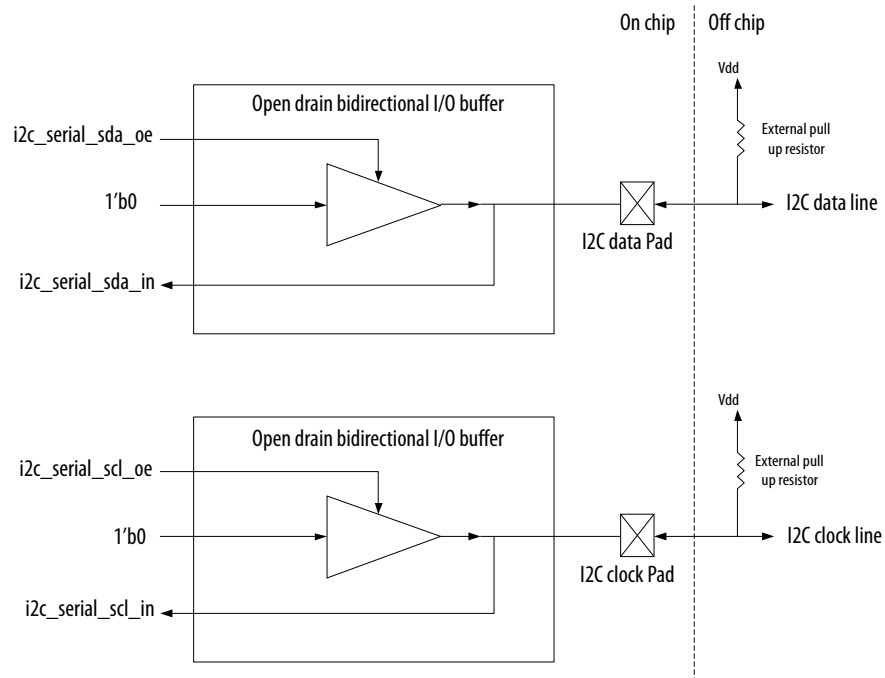 On chip
Off chip
Vdd
Open drain bidirectional I/O buffer
i2c_serial_sda_oe
External pull
up resistor
1'b0
I2C data line
I2C data Pad
i2c_serial_sda_in
Vdd
Open drain bidirectional I/O buffer
i2c_serial_scl_oe
External pull
up resistor
1'b0
I2C clock line
I2C clock Pad
i2c_serial_scl_in